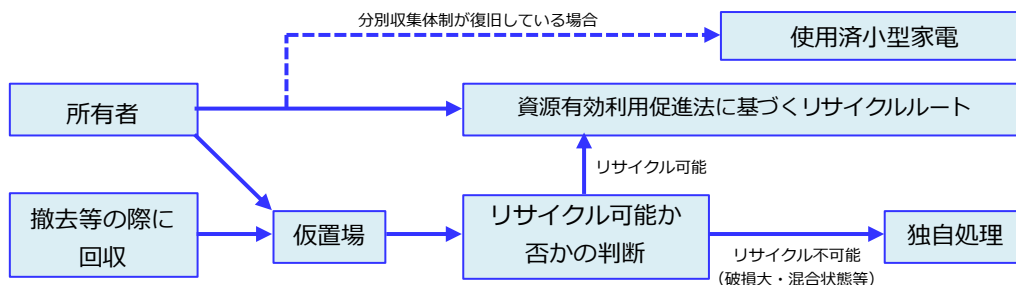 分別収集体制が復旧している場合
使用済小型家電
所有者
資源有効利用促進法に基づくリサイクルルート
リサイクル可能
撤去等の際に
回収
仮置場
リサイクル可能か
否かの判断
独自処理
リサイクル不可能
（破損大・混合状態等）